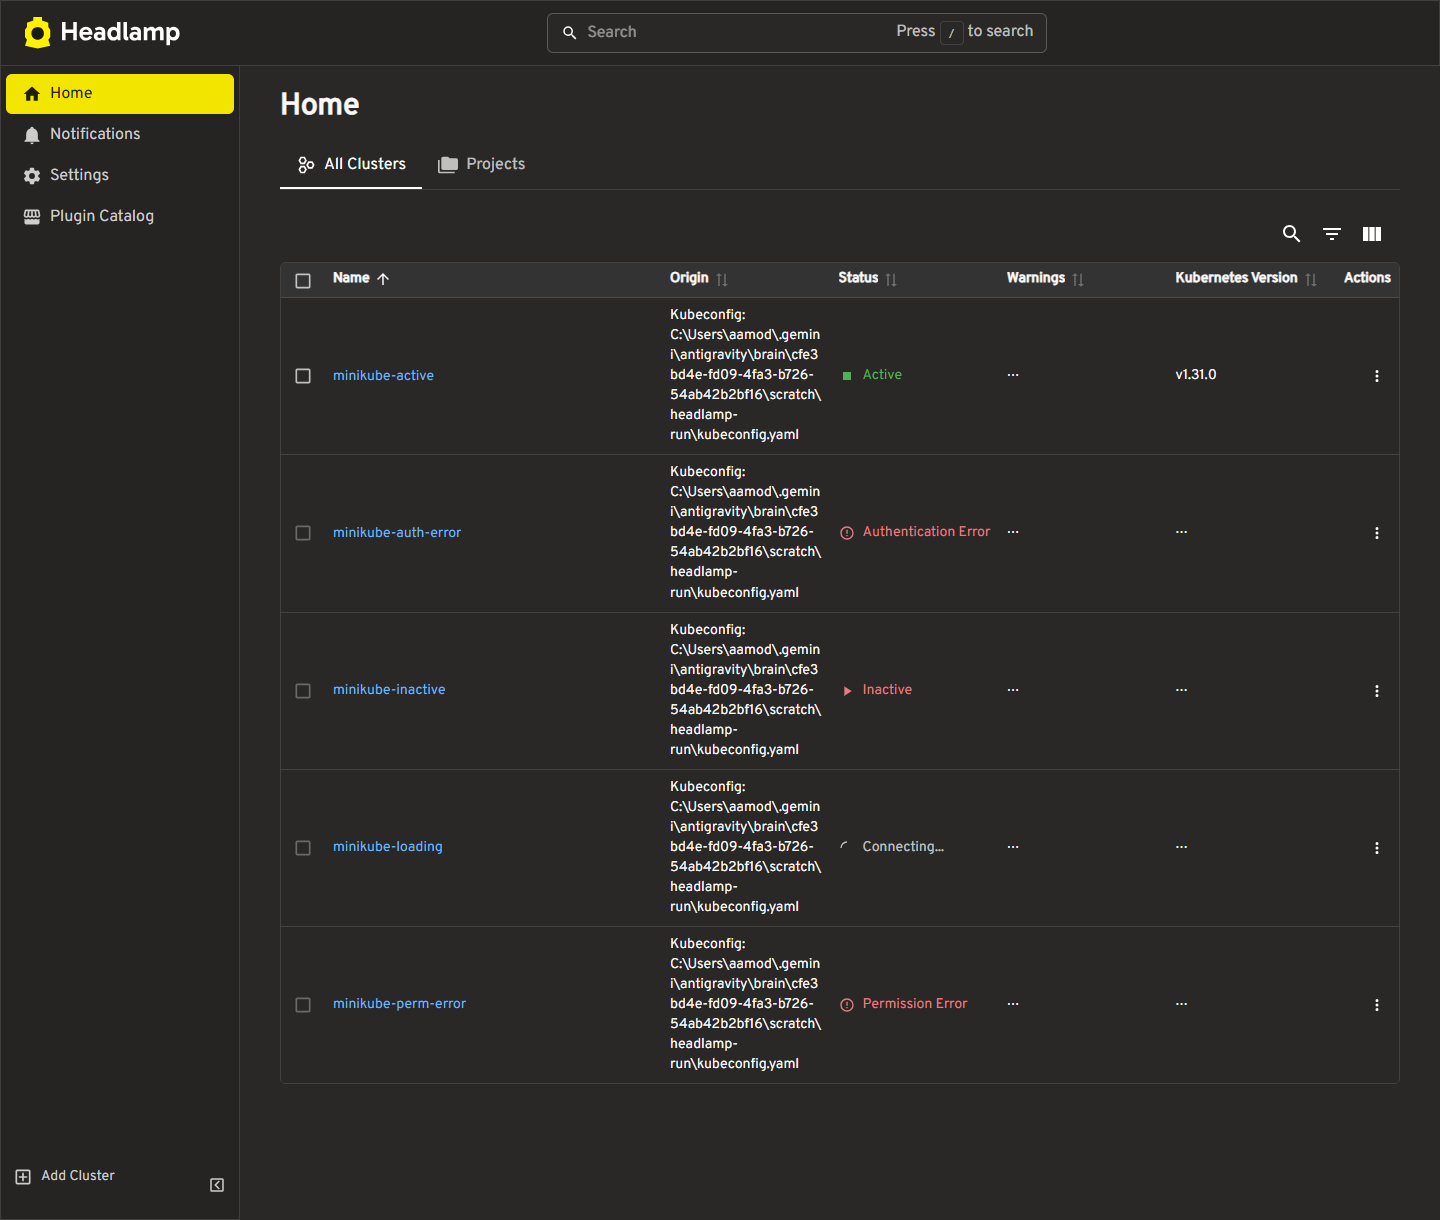 Headlamp
Search
Press / to search
Home
Notifications
Settings
Plugin Catalog
Home
All Clusters
Projects
Name
Origin
Status
Warnings
Kubernetes Version
Actions
minikube-active
Kubeconfig:
C:\Users\aamod\.gemin
i\antigravity\brain\cfe3
bd4e-fd09-4fa3-b726-
54ab42b2bf16\scratch\
headlamp-
run\kubeconfig.yaml
Active
⋯
v1.31.0
minikube-auth-error
Kubeconfig:
C:\Users\aamod\.gemin
i\antigravity\brain\cfe3
bd4e-fd09-4fa3-b726-
54ab42b2bf16\scratch\
headlamp-
run\kubeconfig.yaml
Authentication Error
⋯
⋯
minikube-inactive
Kubeconfig:
C:\Users\aamod\.gemin
i\antigravity\brain\cfe3
bd4e-fd09-4fa3-b726-
54ab42b2bf16\scratch\
headlamp-
run\kubeconfig.yaml
Inactive
⋯
⋯
minikube-loading
Kubeconfig:
C:\Users\aamod\.gemin
i\antigravity\brain\cfe3
bd4e-fd09-4fa3-b726-
54ab42b2bf16\scratch\
headlamp-
run\kubeconfig.yaml
Connecting...
⋯
⋯
minikube-perm-error
Kubeconfig:
C:\Users\aamod\.gemin
i\antigravity\brain\cfe3
bd4e-fd09-4fa3-b726-
54ab42b2bf16\scratch\
headlamp-
run\kubeconfig.yaml
Permission Error
⋯
⋯
Add Cluster